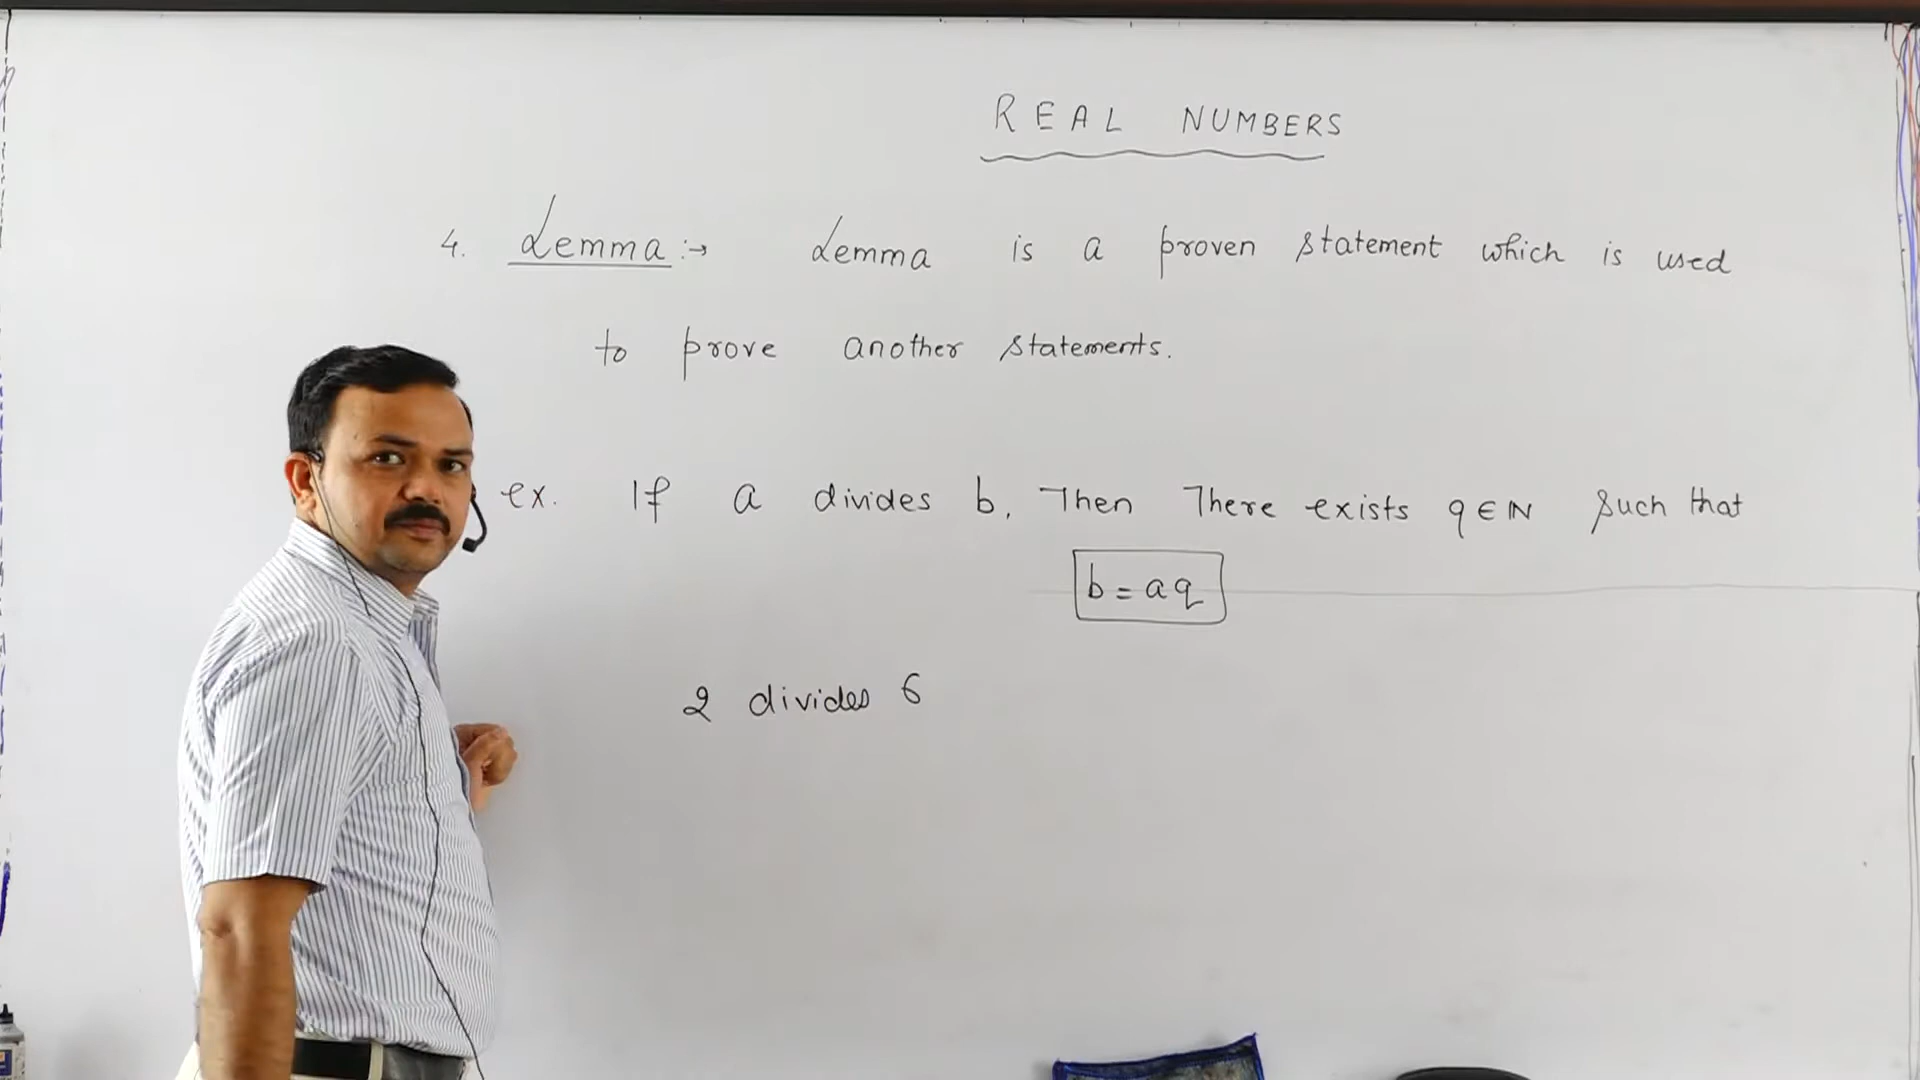 REAL NUMBERS
4. Lemma :→ Lemma is a proven statement which is used
to prove another statements.
ex. If a divides b, Then There exists q ∈ N such that
b = aq
2 divides 6